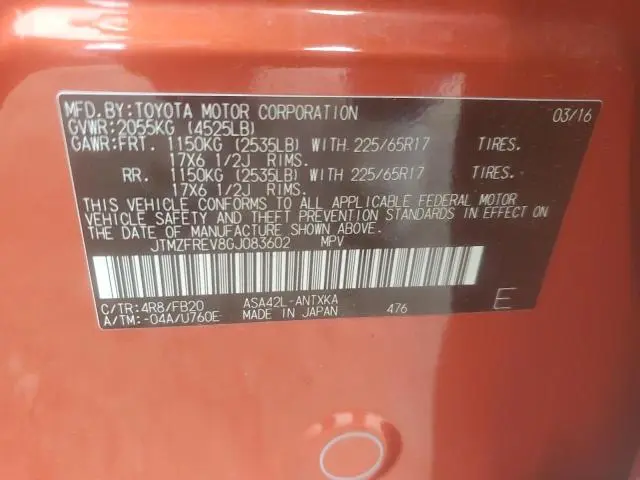 MFD.BY:TOYOTA MOTOR CORPORATION 03/16
GVWR:2055KG (4525LB)
GAWR:FRT. 1150KG (2535LB) WITH 225/65R17 TIRES.
17X6 1/2J RIMS.
RR. 1150KG (2535LB) WITH 225/65R17 TIRES.
17X6 1/2J RIMS.
THIS VEHICLE CONFORMS TO ALL APPLICABLE FEDERAL MOTOR
VEHICLE SAFETY AND THEFT PREVENTION STANDARDS IN EFFECT ON
THE DATE OF MANUFACTURE SHOWN ABOVE.
JTMZFREV8GJ083602 MPV
C/TR:4R8/FB20 ASA42L-ANTXKA
A/TM:-04A/U760E MADE IN JAPAN 476 E